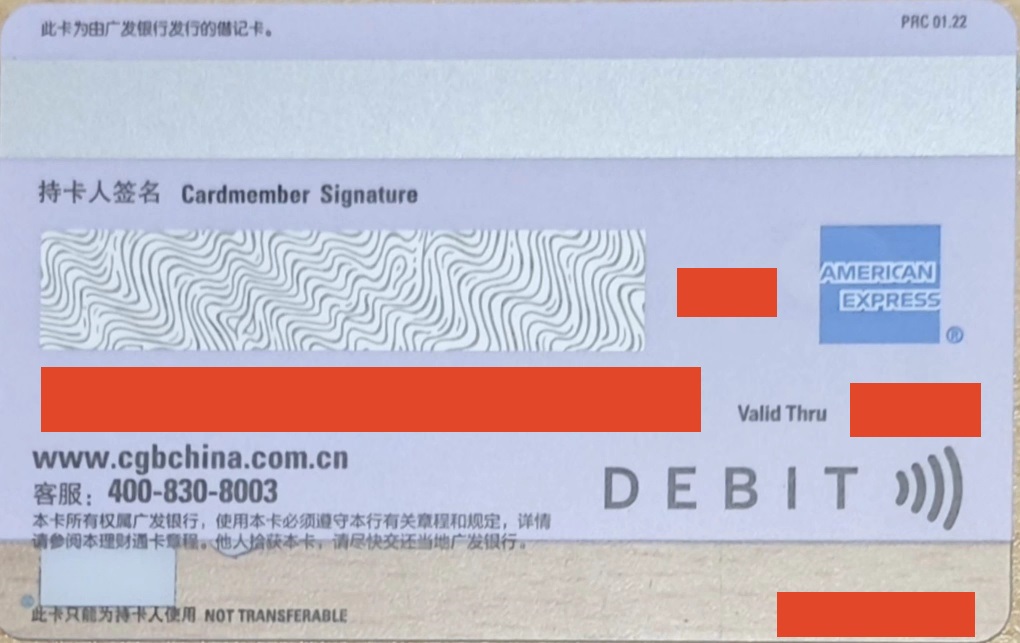 此卡为由广发银行发行的借记卡。
PRC 01.22
持卡人签名 Cardmember Signature
AMERICAN
EXPRESS
®
Valid Thru
www.cgbchina.com.cn
客服：400-830-8003
DEBIT
本卡所有权属广发银行，使用本卡必须遵守本行有关章程和规定，详情
请参阅本理财通卡章程。他人拾获本卡，请尽快交还当地广发银行。
此卡只能为持卡人使用 NOT TRANSFERABLE